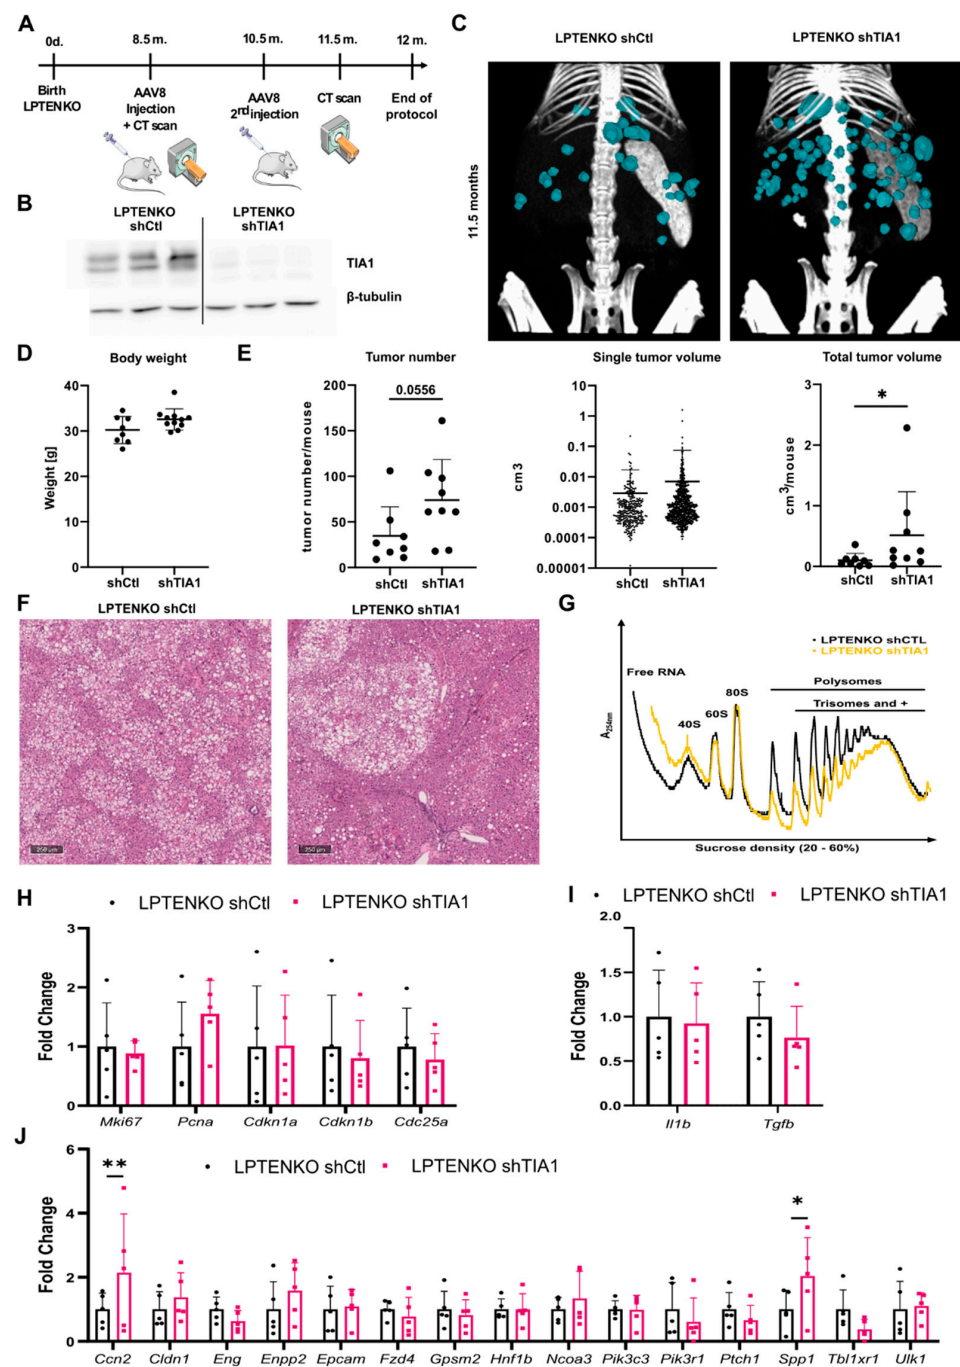 A
0d.
8.5 m.
10.5 m.
11.5 m.
12 m.
Birth
LPTENKO
AAV8
Injection
+ CT scan
AAV8
2nd injection
CT scan
End of
protocol
B
LPTENKO
shCtl
LPTENKO
shTIA1
TIA1
β-tubulin
C
LPTENKO shCtl
LPTENKO shTIA1
11.5 months
D
Body weight
Weight [g]
40
30
20
10
0
shCtl
shTIA1
E
Tumor number
tumor number/mouse
200
150
100
50
0
0.0556
shCtl
shTIA1
Single tumor volume
cm3
10
1
0.1
0.01
0.001
0.0001
0.00001
shCtl
shTIA1
Total tumor volume
cm3/mouse
3
2
1
0
*
shCtl
shTIA1
F
LPTENKO shCtl
LPTENKO shTIA1
250 µm
250 µm
G
LPTENKO shCTL
LPTENKO shTIA1
Free RNA
40S
60S
80S
Polysomes
Trisomes and +
A254nm
Sucrose density (20 - 60%)
H
LPTENKO shCtl
LPTENKO shTIA1
Fold Change
3
2
1
0
Mki67
Pcna
Cdkn1a
Cdkn1b
Cdc25a
I
LPTENKO shCtl
LPTENKO shTIA1
Fold Change
2.0
1.5
1.0
0.5
0.0
Il1b
Tgfb
J
LPTENKO shCtl
LPTENKO shTIA1
Fold Change
6
4
2
0
**
*
Ccn2
Cldn1
Eng
Enpp2
Epcam
Fzd4
Gpsm2
Hnf1b
Ncoa3
Pik3c3
Pik3r1
Ptch1
Spp1
Tbl1xr1
Ulk1